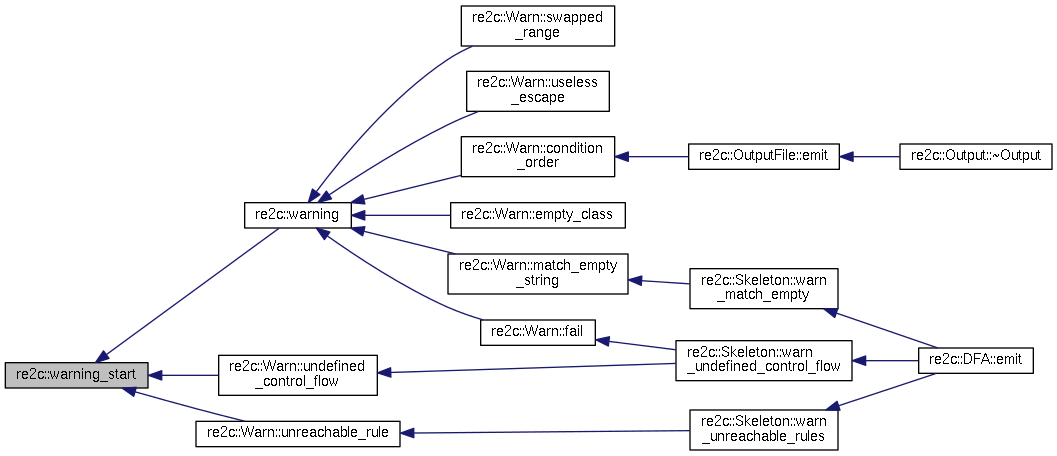 re2c::Warn::swapped
_range
re2c::Warn::useless
_escape
re2c::Warn::condition
_order
re2c::OutputFile::emit
re2c::Output::~Output
re2c::warning
re2c::Warn::empty_class
re2c::Warn::match_empty
_string
re2c::Skeleton::warn
_match_empty
re2c::Warn::fail
re2c::Skeleton::warn
_undefined_control_flow
re2c::DFA::emit
re2c::warning_start
re2c::Warn::undefined
_control_flow
re2c::Warn::unreachable_rule
re2c::Skeleton::warn
_unreachable_rules